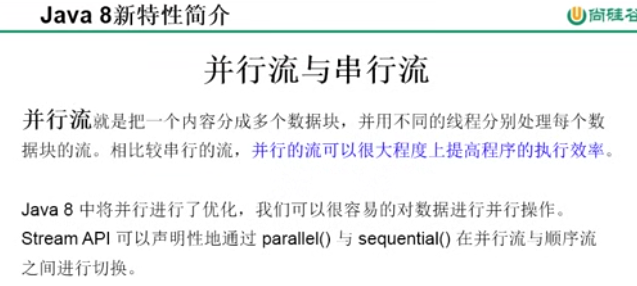 Java 8新特性简介
尚硅谷
并行流与串行流
并行流就是把一个内容分成多个数据块，并用不同的线程分别处理每个数
据块的流。相比较串行的流，并行的流可以很大程度上提高程序的执行效率。
Java 8 中将并行进行了优化，我们可以很容易的对数据进行并行操作。
Stream API 可以声明性地通过 parallel() 与 sequential() 在并行流与顺序流
之间进行切换。